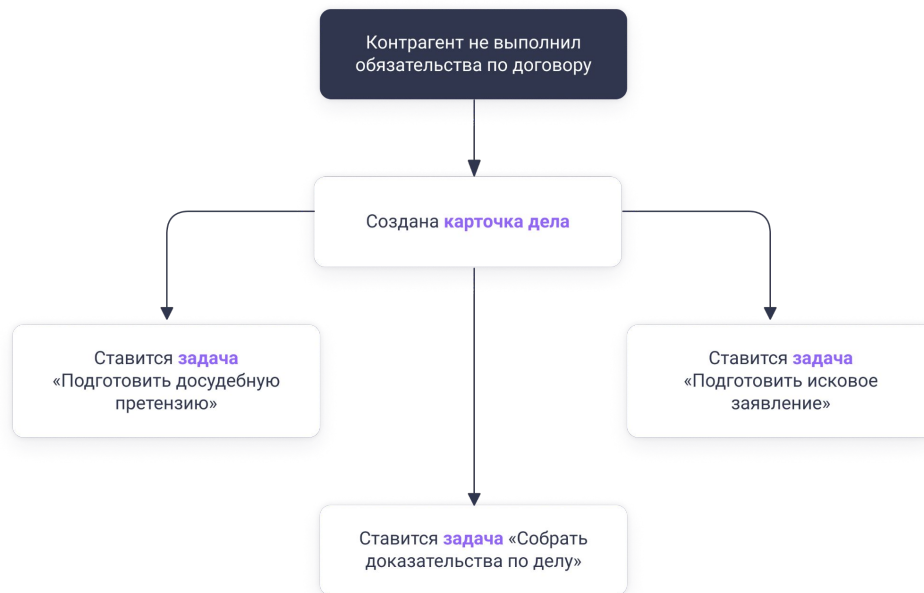 Контрагент не выполнил
обязательства по договору
Создана карточка дела
Ставится задача
«Подготовить досудебную
претензию»
Ставится задача
«Подготовить исковое
заявление»
Ставится задача «Собрать
доказательства по делу»